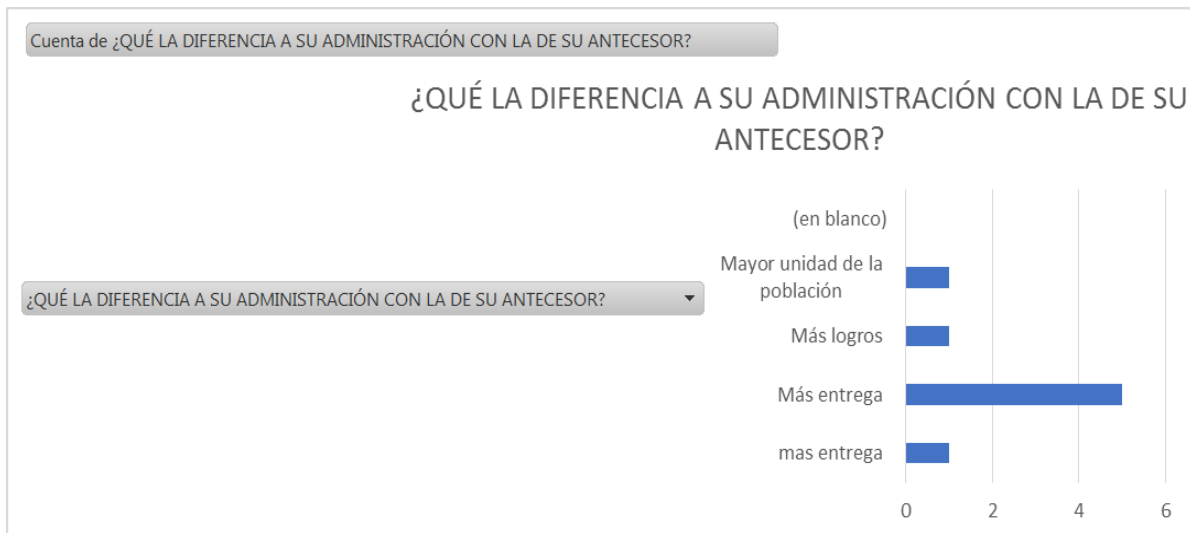 Cuenta de ¿QUÉ LA DIFERENCIA A SU ADMINISTRACIÓN CON LA DE SU ANTECESOR?
¿QUÉ LA DIFERENCIA A SU ADMINISTRACIÓN CON LA DE SU
ANTECESOR?
(en blanco)
Mayor unidad de la
población
¿QUÉ LA DIFERENCIA A SU ADMINISTRACIÓN CON LA DE SU ANTECESOR?
Más logros
Más entrega
mas entrega
0 2 4 6